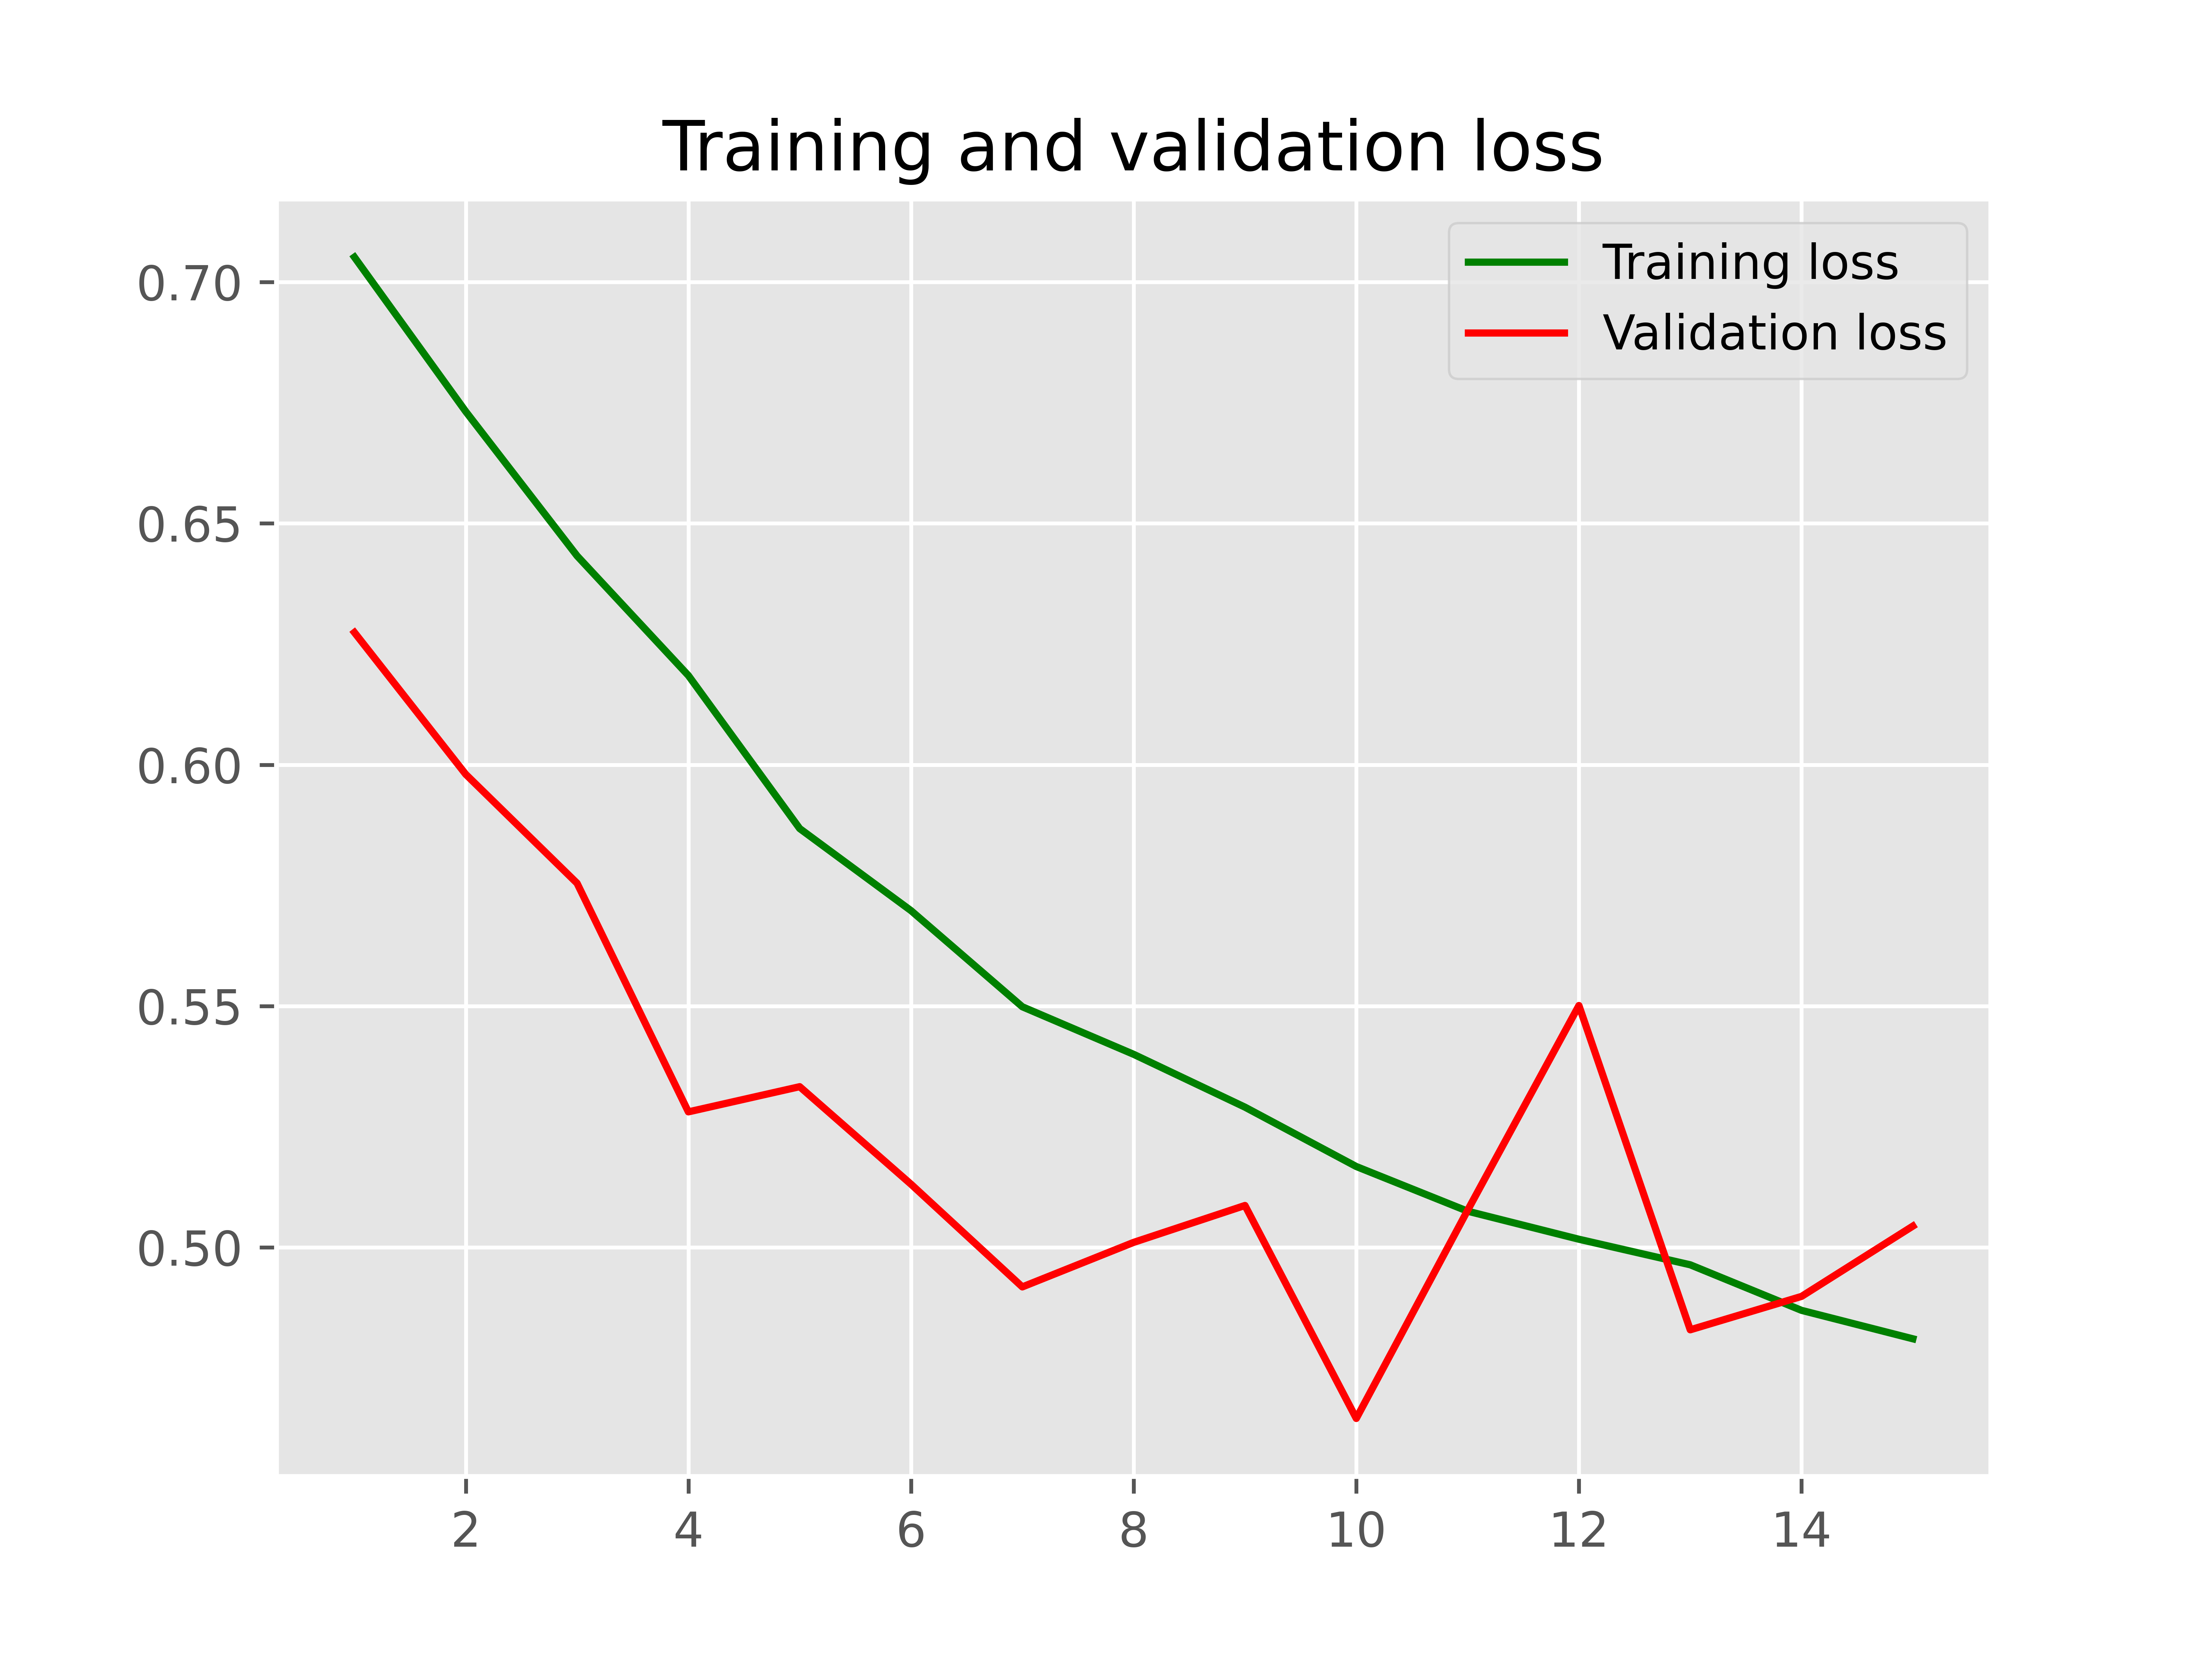 Training and validation loss
Training loss
Validation loss
0.70
0.65
0.60
0.55
0.50
2 4 6 8 10 12 14